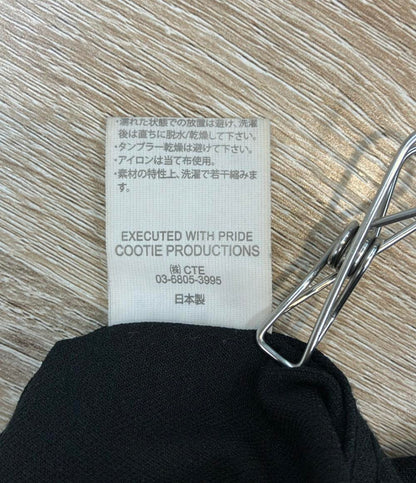 ・濡れた状態での放置は避け、洗濯
後は直ちに脱水/乾燥して下さい。
・タンブラー乾燥は避けて下さい。
・アイロンは当て布使用。
・素材の特性上、洗濯で若干縮みま
す。
EXECUTED WITH PRIDE
COOTIE PRODUCTIONS
㈱ CTE
03-6805-3995
日本製